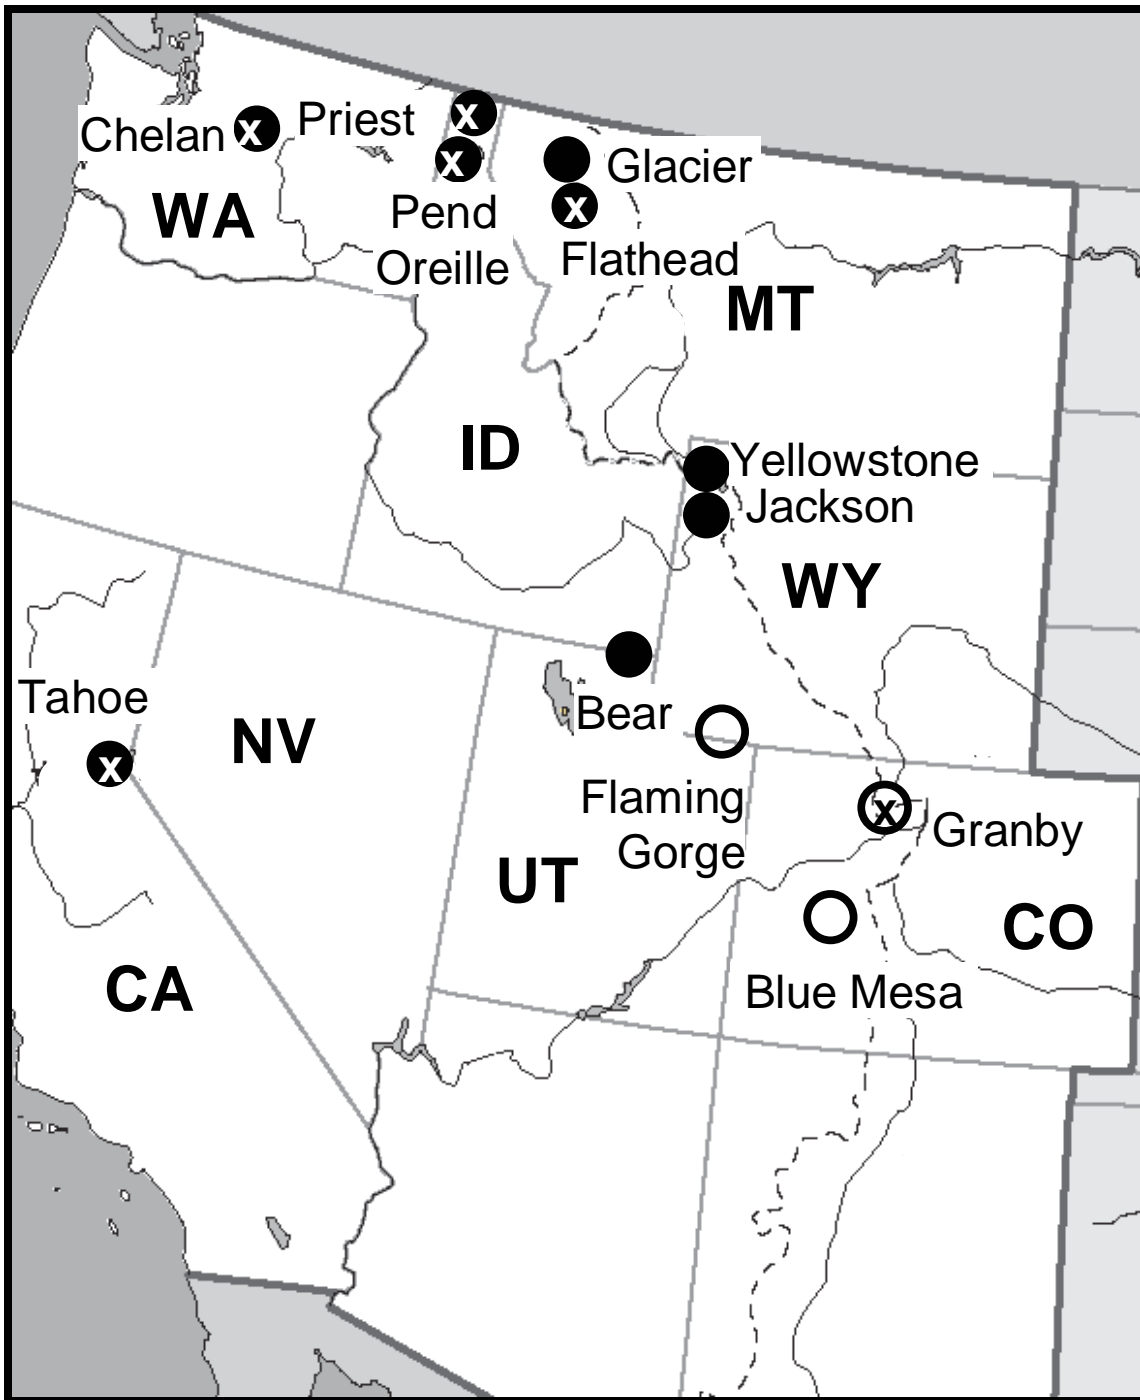 Chelan
x
Priest
x
x
Glacier
WA
Pend
Oreille
x
Flathead
MT
ID
Yellowstone
Jackson
WY
Tahoe
x
NV
Bear
Flaming
Gorge
x
Granby
UT
CO
CA
Blue Mesa